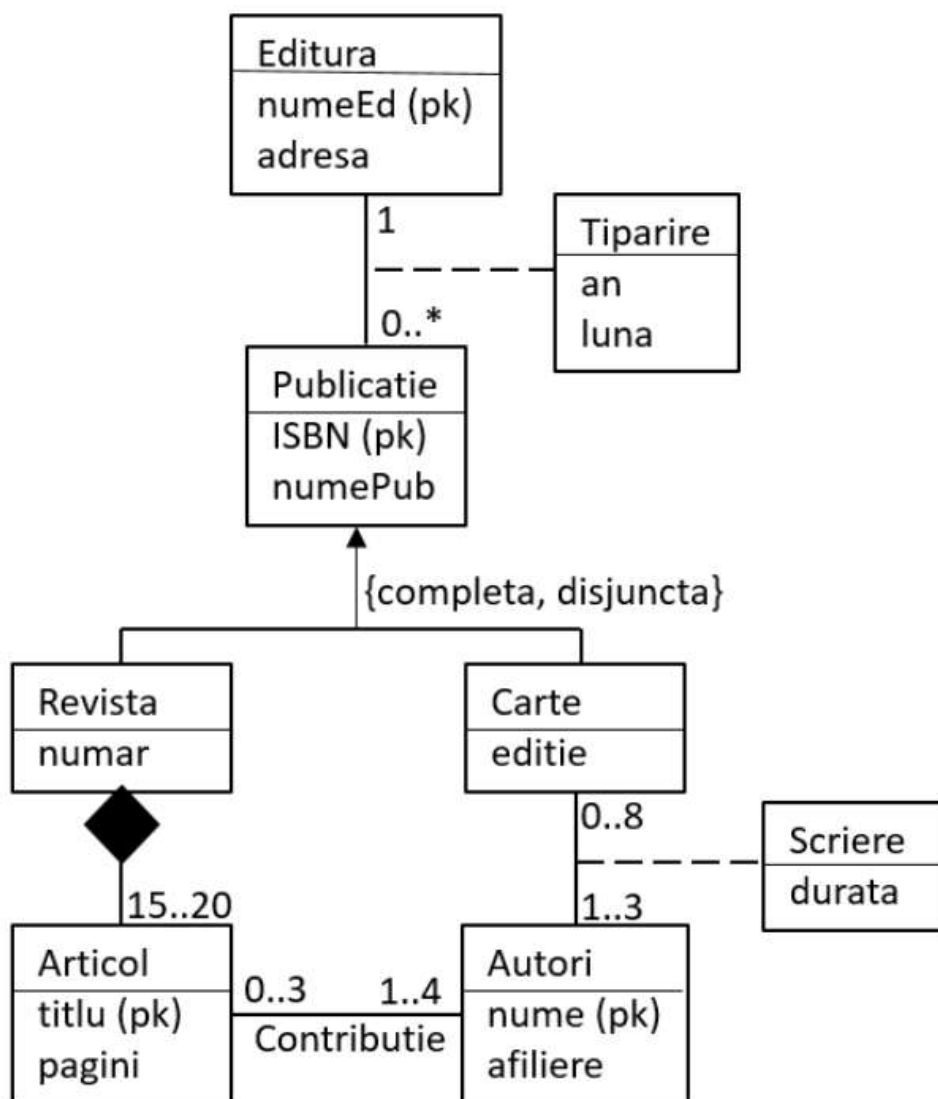 Editura
numeEd (pk)
adresa
1
Tiparire
an
luna
0..*
Publicatie
ISBN (pk)
numePub
{completa, disjuncta}
Revista
numar
Carte
editie
0..8
Scriere
durata
15..20
1..3
Articol
titlu (pk)
pagini
0..3
1..4
Contributie
Autori
nume (pk)
afiliere